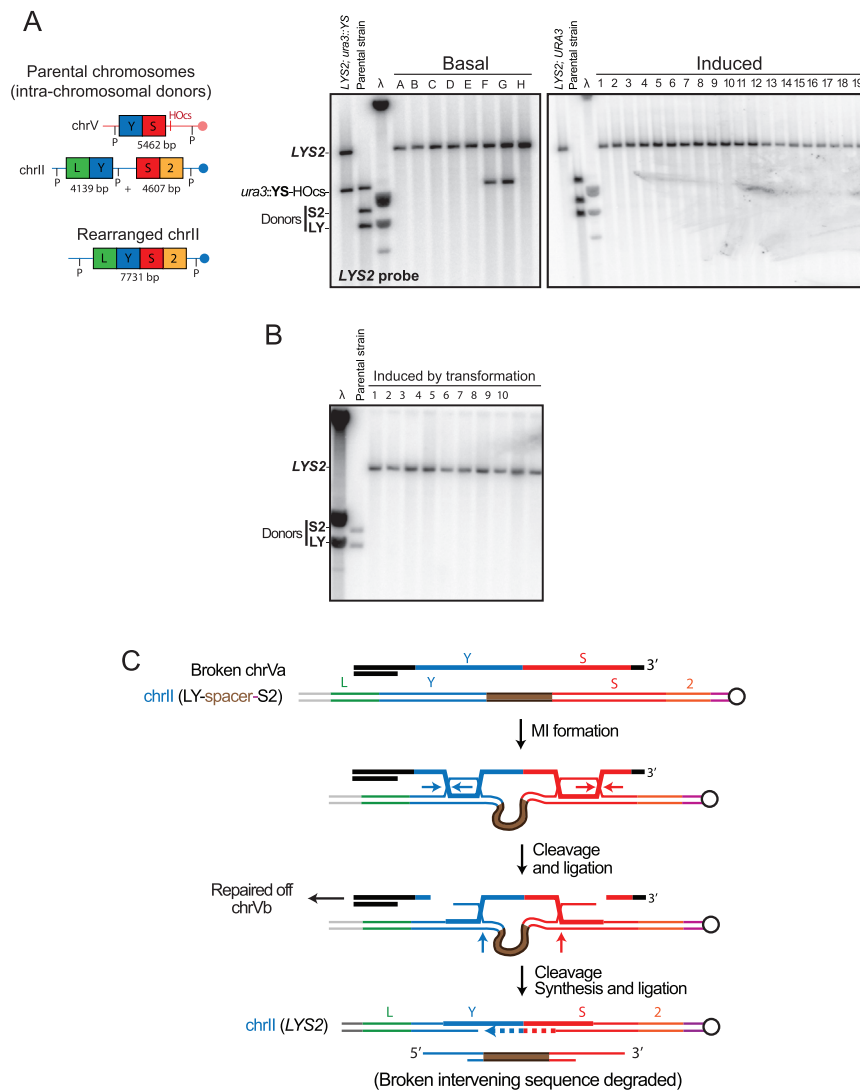 A
Parental chromosomes
(intra-chromosomal donors)
chrV
Y S
HOcs
P P
5462 bp
chrII
L Y S 2
P P P
4139 bp + 4607 bp
Rearranged chrII
L Y S 2
P P
7731 bp
LYS2; ura3::YS
Parental strain
λ
Basal
A B C D E F G H
LYS2
ura3::YS-HOcs
Donors
S2
LY
LYS2 probe
LYS2; URA3
Parental strain
λ
Induced
1 2 3 4 5 6 7 8 9 10 11 12 13 14 15 16 17 18 19
B
λ
Parental strain
Induced by transformation
1 2 3 4 5 6 7 8 9 10
LYS2
Donors
S2
LY
C
Y S
Broken chrVa
3′
L Y S 2
chrII (LY-spacer-S2)
MI formation
3′
Cleavage
and ligation
Repaired off
chrVb
3′
Cleavage
Synthesis and ligation
L Y S 2
chrII (LYS2)
5′ 3′
(Broken intervening sequence degraded)